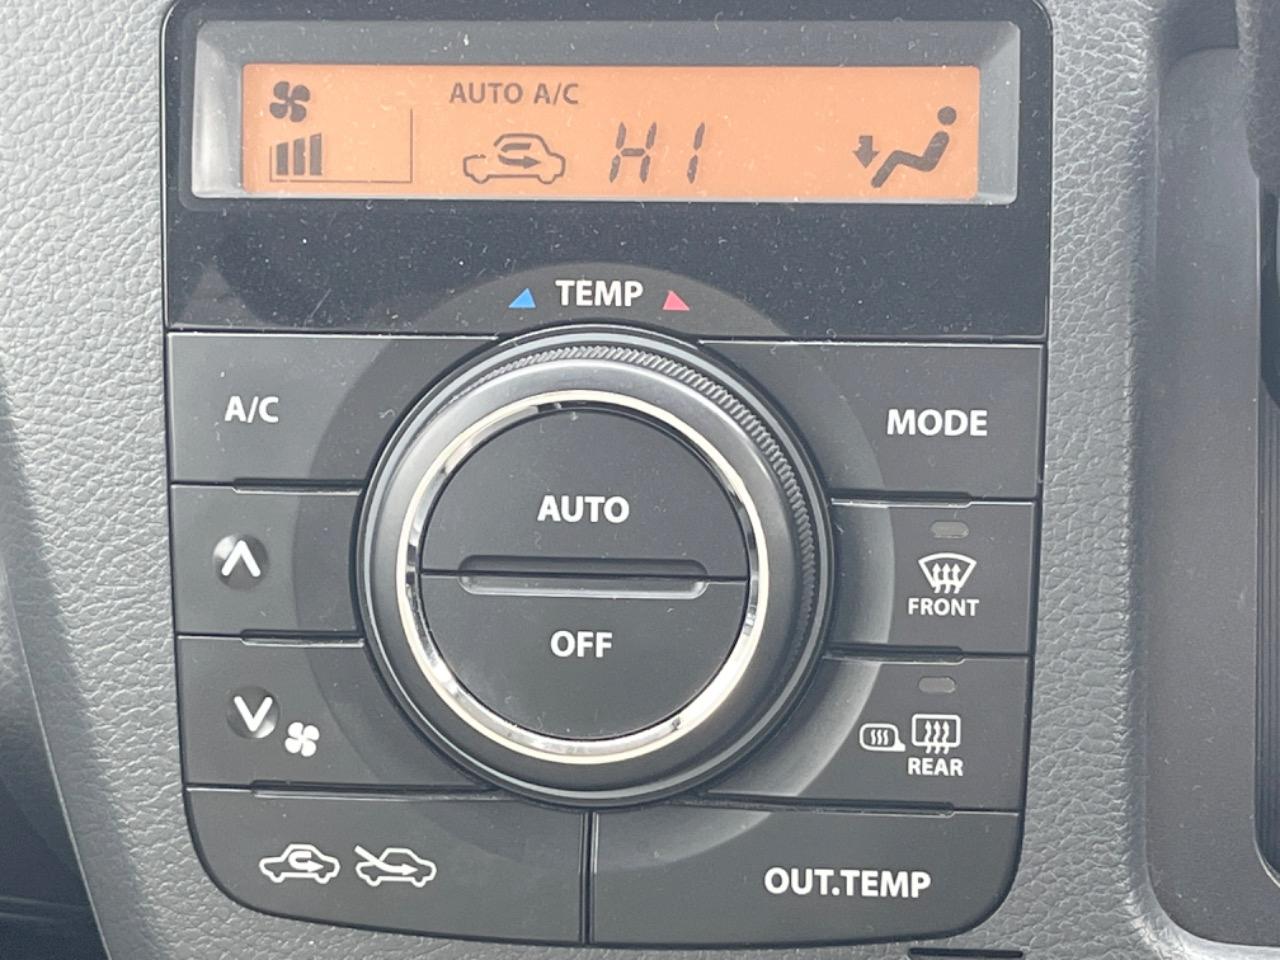 AUTO A/C
HI
TEMP
A/C
MODE
AUTO
FRONT
OFF
REAR
OUT.TEMP